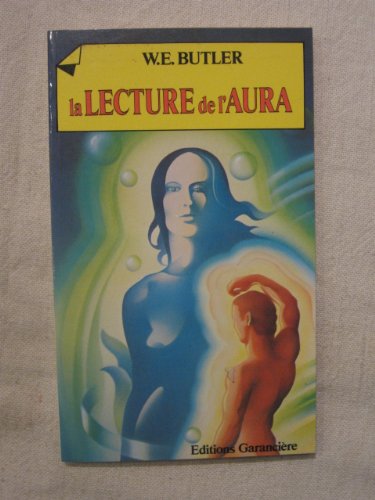 W.E. BUTLER
la LECTURE de l'AURA
Editions Garancière